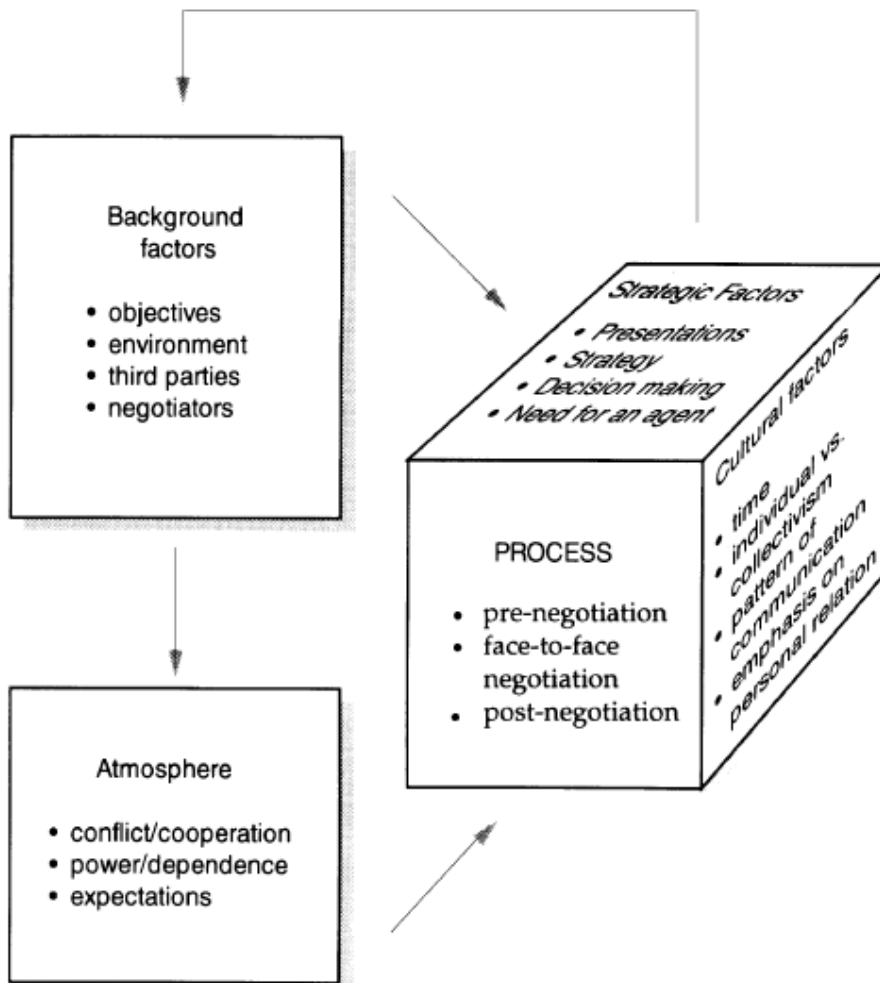 Background
factors
• objectives
• environment
• third parties
• negotiators
Strategic Factors
• Presentations
• Strategy
• Decision making
• Need for an agent
PROCESS
• pre-negotiation
• face-to-face
negotiation
• post-negotiation
Cultural factors
• time
• individual vs.
collectivism
• pattern of
communication
• emphasis on
personal relation
Atmosphere
• conflict/cooperation
• power/dependence
• expectations